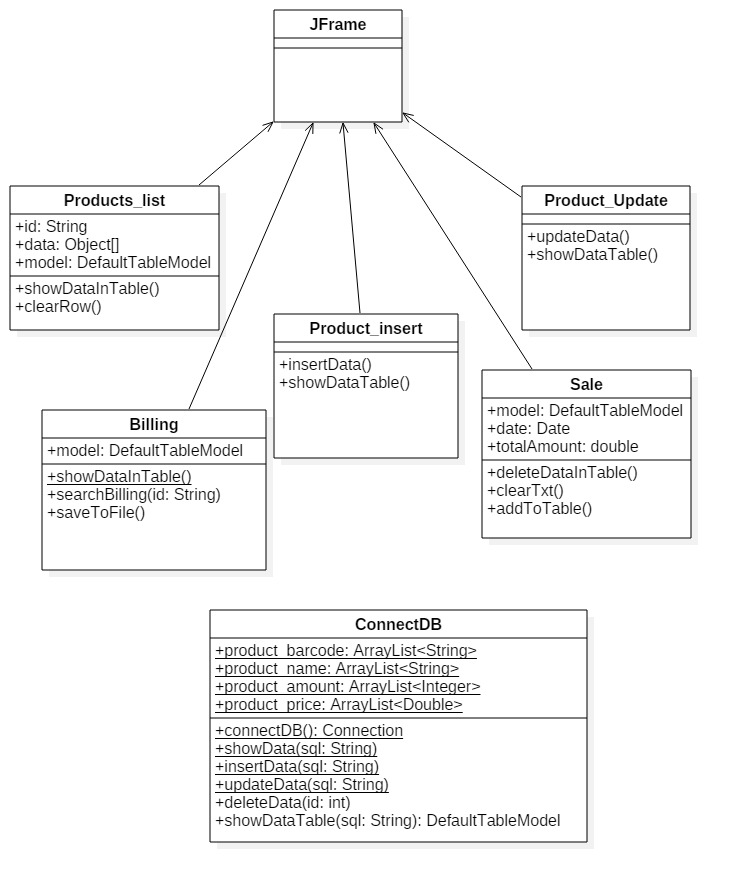 JFrame
Products_list
+id: String
+data: Object[]
+model: DefaultTableModel
+showDataInTable()
+clearRow()
Product_Update
+updateData()
+showDataTable()
Product_insert
+insertData()
+showDataTable()
Sale
+model: DefaultTableModel
+date: Date
+totalAmount: double
+deleteDataInTable()
+clearTxt()
+addToTable()
Billing
+model: DefaultTableModel
+showDataInTable()
+searchBilling(id: String)
+saveToFile()
ConnectDB
+product_barcode: ArrayList<String>
+product_name: ArrayList<String>
+product_amount: ArrayList<Integer>
+product_price: ArrayList<Double>
+connectDB(): Connection
+showData(sql: String)
+insertData(sql: String)
+updateData(sql: String)
+deleteData(id: int)
+showDataTable(sql: String): DefaultTableModel